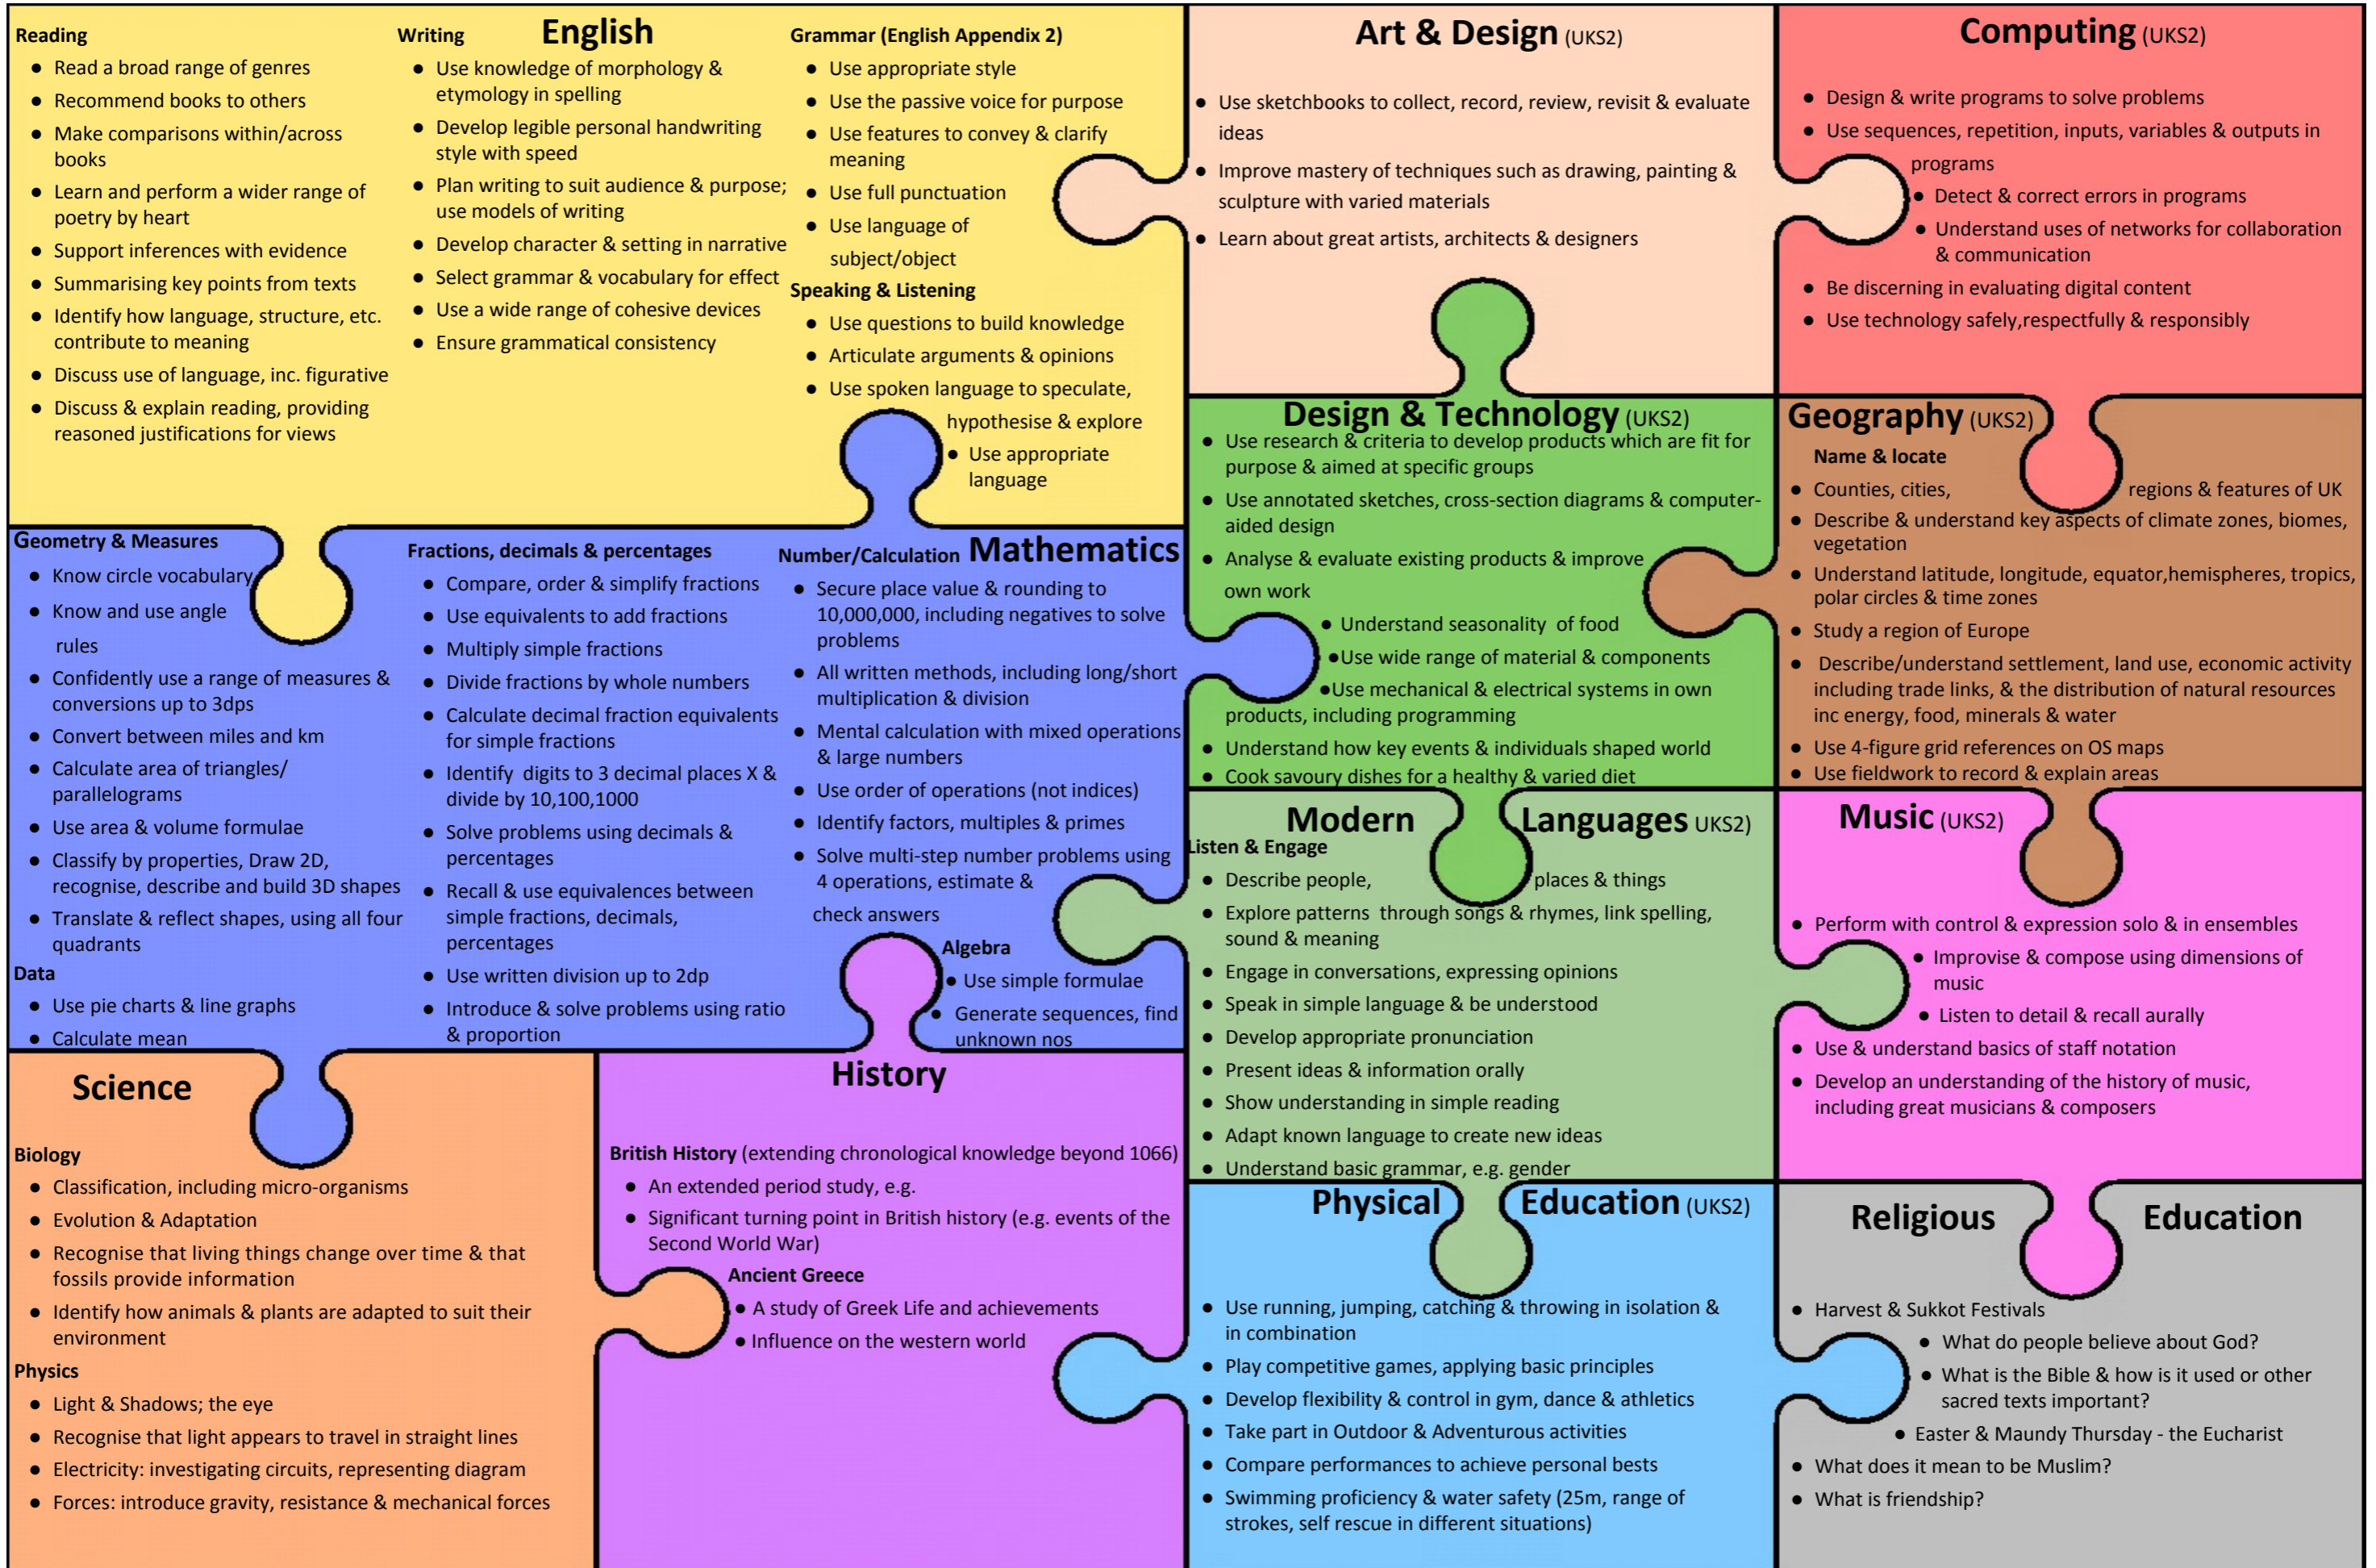 English
Reading
● Read a broad range of genres
● Recommend books to others
● Make comparisons within/across
books
● Learn and perform a wider range of
poetry by heart
● Support inferences with evidence
● Summarising key points from texts
● Identify how language, structure, etc.
contribute to meaning
● Discuss use of language, inc. figurative
● Discuss & explain reading, providing
reasoned justifications for views
Writing
● Use knowledge of morphology &
etymology in spelling
● Develop legible personal handwriting
style with speed
● Plan writing to suit audience & purpose;
use models of writing
● Develop character & setting in narrative
● Select grammar & vocabulary for effect
● Use a wide range of cohesive devices
● Ensure grammatical consistency
Grammar (English Appendix 2)
● Use appropriate style
● Use the passive voice for purpose
● Use features to convey & clarify
meaning
● Use full punctuation
● Use language of
subject/object
Speaking & Listening
● Use questions to build knowledge
● Articulate arguments & opinions
● Use spoken language to speculate,
hypothesise & explore
● Use appropriate
language
Art & Design (UKS2)
● Use sketchbooks to collect, record, review, revisit & evaluate
ideas
● Improve mastery of techniques such as drawing, painting &
sculpture with varied materials
● Learn about great artists, architects & designers
Computing (UKS2)
● Design & write programs to solve problems
● Use sequences, repetition, inputs, variables & outputs in
programs
● Detect & correct errors in programs
● Understand uses of networks for collaboration
& communication
● Be discerning in evaluating digital content
● Use technology safely,respectfully & responsibly
Design & Technology (UKS2)
● Use research & criteria to develop products which are fit for
purpose & aimed at specific groups
● Use annotated sketches, cross-section diagrams & computer-
aided design
● Analyse & evaluate existing products & improve
own work
● Understand seasonality of food
●Use wide range of material & components
●Use mechanical & electrical systems in own
products, including programming
● Understand how key events & individuals shaped world
● Cook savoury dishes for a healthy & varied diet
Geography (UKS2)
Name & locate
● Counties, cities, regions & features of UK
● Describe & understand key aspects of climate zones, biomes,
vegetation
● Understand latitude, longitude, equator,hemispheres, tropics,
polar circles & time zones
● Study a region of Europe
● Describe/understand settlement, land use, economic activity
including trade links, & the distribution of natural resources
inc energy, food, minerals & water
● Use 4-figure grid references on OS maps
● Use fieldwork to record & explain areas
Mathematics
Geometry & Measures
● Know circle vocabulary
● Know and use angle
rules
● Confidently use a range of measures &
conversions up to 3dps
● Convert between miles and km
● Calculate area of triangles/
parallelograms
● Use area & volume formulae
● Classify by properties, Draw 2D,
recognise, describe and build 3D shapes
● Translate & reflect shapes, using all four
quadrants
Data
● Use pie charts & line graphs
● Calculate mean
Fractions, decimals & percentages
● Compare, order & simplify fractions
● Use equivalents to add fractions
● Multiply simple fractions
● Divide fractions by whole numbers
● Calculate decimal fraction equivalents
for simple fractions
● Identify digits to 3 decimal places X &
divide by 10,100,1000
● Solve problems using decimals &
percentages
● Recall & use equivalences between
simple fractions, decimals,
percentages
● Use written division up to 2dp
● Introduce & solve problems using ratio
& proportion
Number/Calculation
● Secure place value & rounding to
10,000,000, including negatives to solve
problems
● All written methods, including long/short
multiplication & division
● Mental calculation with mixed operations
& large numbers
● Use order of operations (not indices)
● Identify factors, multiples & primes
● Solve multi-step number problems using
4 operations, estimate &
check answers
Algebra
● Use simple formulae
● Generate sequences, find
unknown nos
Modern Languages UKS2)
Listen & Engage
● Describe people, places & things
● Explore patterns through songs & rhymes, link spelling,
sound & meaning
● Engage in conversations, expressing opinions
● Speak in simple language & be understood
● Develop appropriate pronunciation
● Present ideas & information orally
● Show understanding in simple reading
● Adapt known language to create new ideas
● Understand basic grammar, e.g. gender
Music (UKS2)
● Perform with control & expression solo & in ensembles
● Improvise & compose using dimensions of
music
● Listen to detail & recall aurally
● Use & understand basics of staff notation
● Develop an understanding of the history of music,
including great musicians & composers
Science
Biology
● Classification, including micro-organisms
● Evolution & Adaptation
● Recognise that living things change over time & that
fossils provide information
● Identify how animals & plants are adapted to suit their
environment
Physics
● Light & Shadows; the eye
● Recognise that light appears to travel in straight lines
● Electricity: investigating circuits, representing diagram
● Forces: introduce gravity, resistance & mechanical forces
History
British History (extending chronological knowledge beyond 1066)
● An extended period study, e.g.
● Significant turning point in British history (e.g. events of the
Second World War)
Ancient Greece
● A study of Greek Life and achievements
● Influence on the western world
Physical Education (UKS2)
● Use running, jumping, catching & throwing in isolation &
in combination
● Play competitive games, applying basic principles
● Develop flexibility & control in gym, dance & athletics
● Take part in Outdoor & Adventurous activities
● Compare performances to achieve personal bests
● Swimming proficiency & water safety (25m, range of
strokes, self rescue in different situations)
Religious Education
● Harvest & Sukkot Festivals
● What do people believe about God?
● What is the Bible & how is it used or other
sacred texts important?
● Easter & Maundy Thursday - the Eucharist
● What does it mean to be Muslim?
● What is friendship?